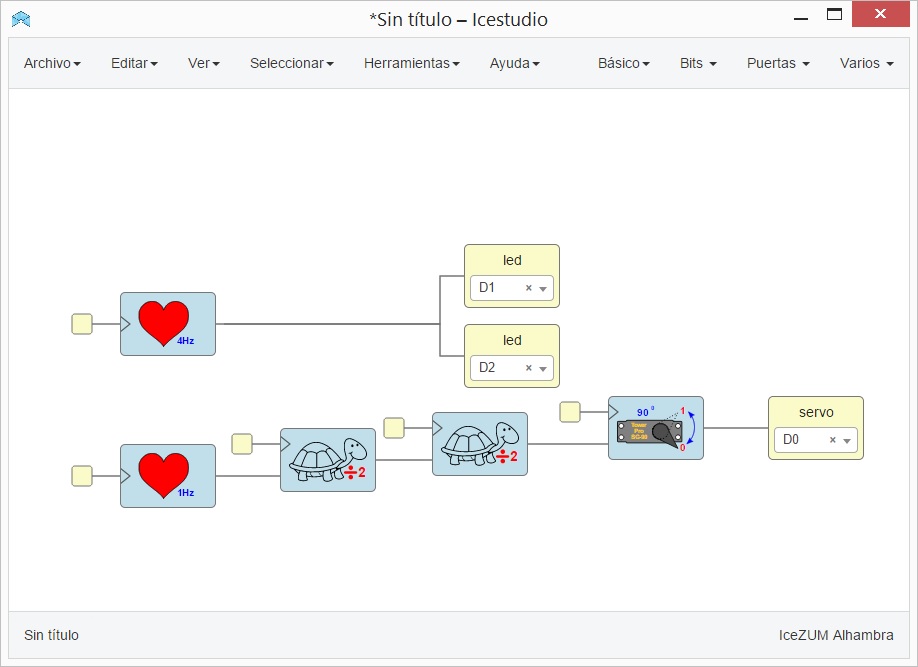 *Sin título – Icestudio
Archivo Editar Ver Seleccionar Herramientas Ayuda Básico Bits Puertas Varios
led
D1 ×
4Hz
led
D2 ×
90º 1
Tower
Pro
SG-90
0
servo
D0 ×
÷2
÷2
1Hz
Sin título IceZUM Alhambra